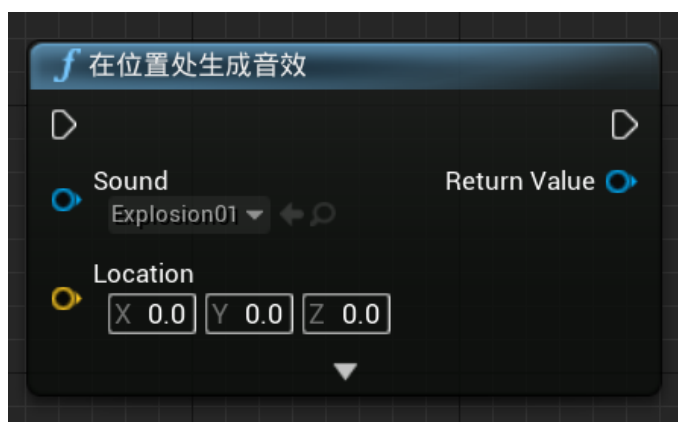 f 在位置处生成音效
Sound
Return Value
Explosion01
Location
X 0.0 Y 0.0 Z 0.0